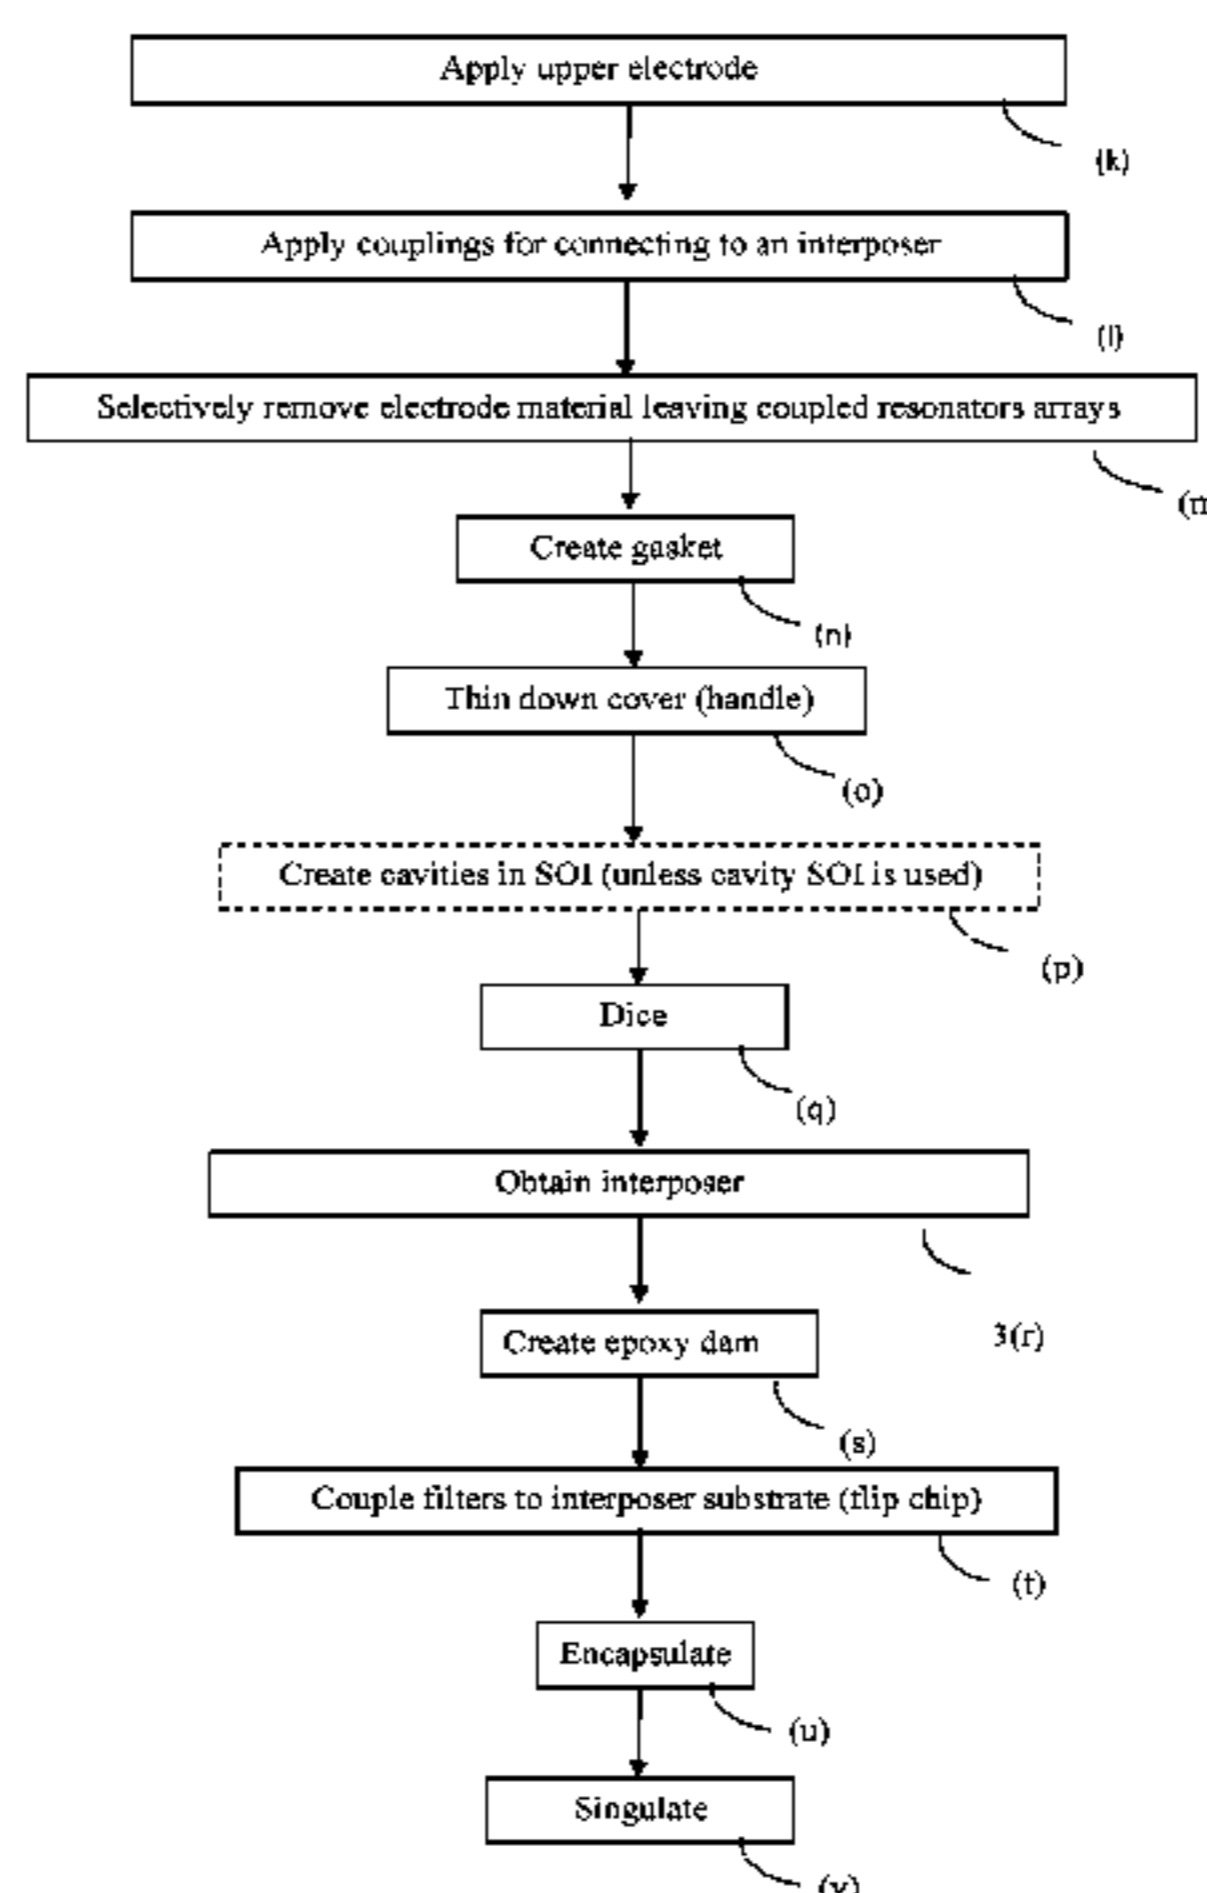 Apply upper electrode
(k)
Apply couplings for connecting to an interposer
(l)
Selectively remove electrode material leaving coupled resonators arrays
Create gasket
(n)
Thin down cover (handle)
(o)
Create cavities in SOI (unless cavity SOI is used)
(p)
Dice
(q)
Obtain interposer
3(r)
Create epoxy dam
(s)
Couple filters to interposer substrate (flip chip)
(t)
Encapsulate
(u)
Singulate
(v)